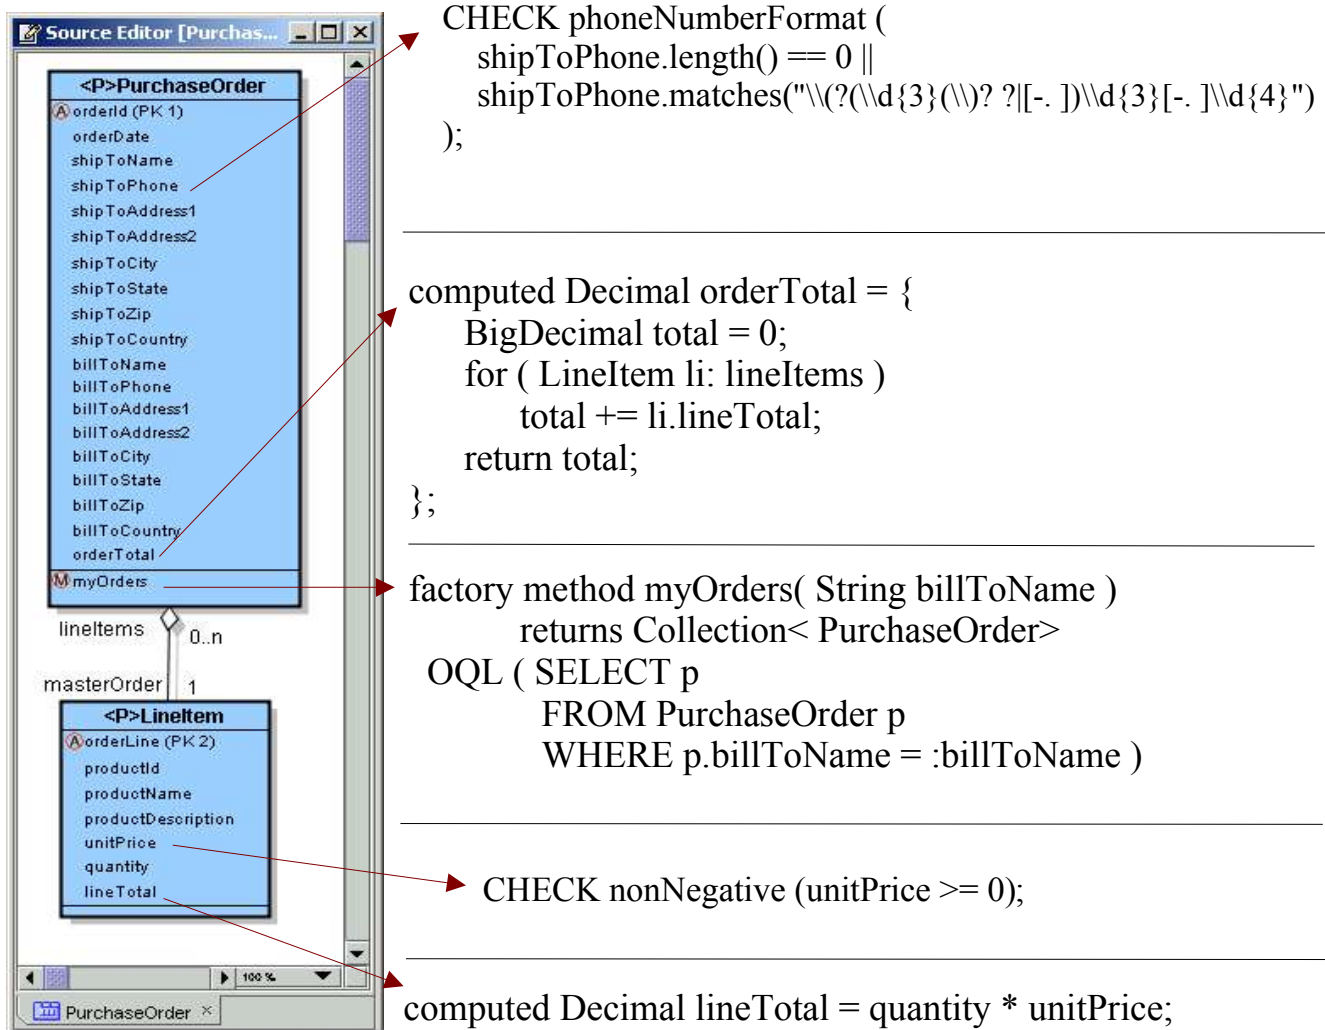 Source Editor [Purchas...
<P>PurchaseOrder
A orderId (PK 1)
orderDate
shipToName
shipToPhone
shipToAddress1
shipToAddress2
shipToCity
shipToState
shipToZip
shipToCountry
billToName
billToPhone
billToAddress1
billToAddress2
billToCity
billToState
billToZip
billToCountry
orderTotal
M myOrders
lineItems
0..n
masterOrder
1
<P>LineItem
A orderLine (PK 2)
productId
productName
productDescription
unitPrice
quantity
lineTotal
100 %
PurchaseOrder ×
CHECK phoneNumberFormat (
shipToPhone.length() == 0 ||
shipToPhone.matches("\\(?(\\d{3}(\\)? ?|[-. ])\\d{3}[-. ]\\d{4}")
);
computed Decimal orderTotal = {
BigDecimal total = 0;
for ( LineItem li: lineItems )
total += li.lineTotal;
return total;
};
factory method myOrders( String billToName )
returns Collection< PurchaseOrder>
OQL ( SELECT p
FROM PurchaseOrder p
WHERE p.billToName = :billToName )
CHECK nonNegative (unitPrice >= 0);
computed Decimal lineTotal = quantity * unitPrice;